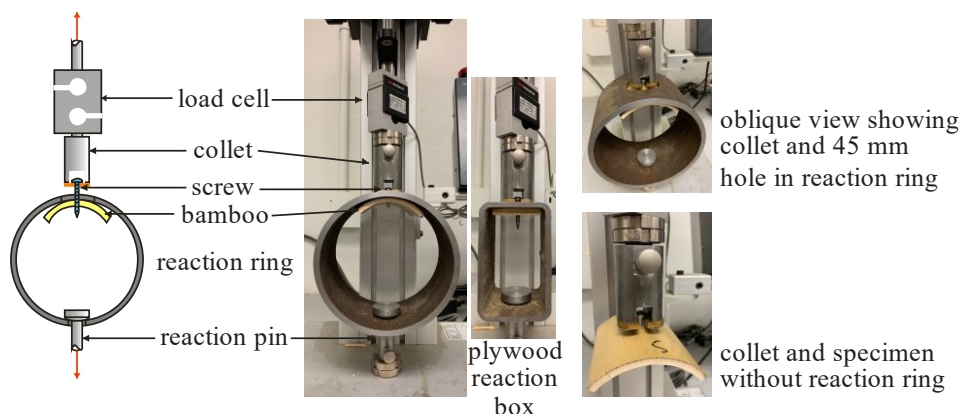 load cell
collet
screw
bamboo
reaction ring
reaction pin
plywood
reaction
box
oblique view showing
collet and 45 mm
hole in reaction ring
S
collet and specimen
without reaction ring